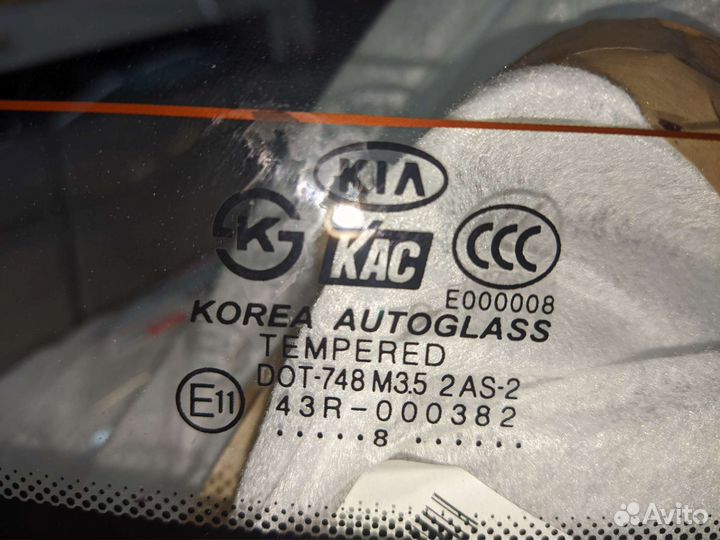 KIA
K
KAC
CCC
E000008
KOREA AUTOGLASS
TEMPERED
DOT-748 M3.5 2AS-2
E11
43R-000382
..... 8 ......
Avito